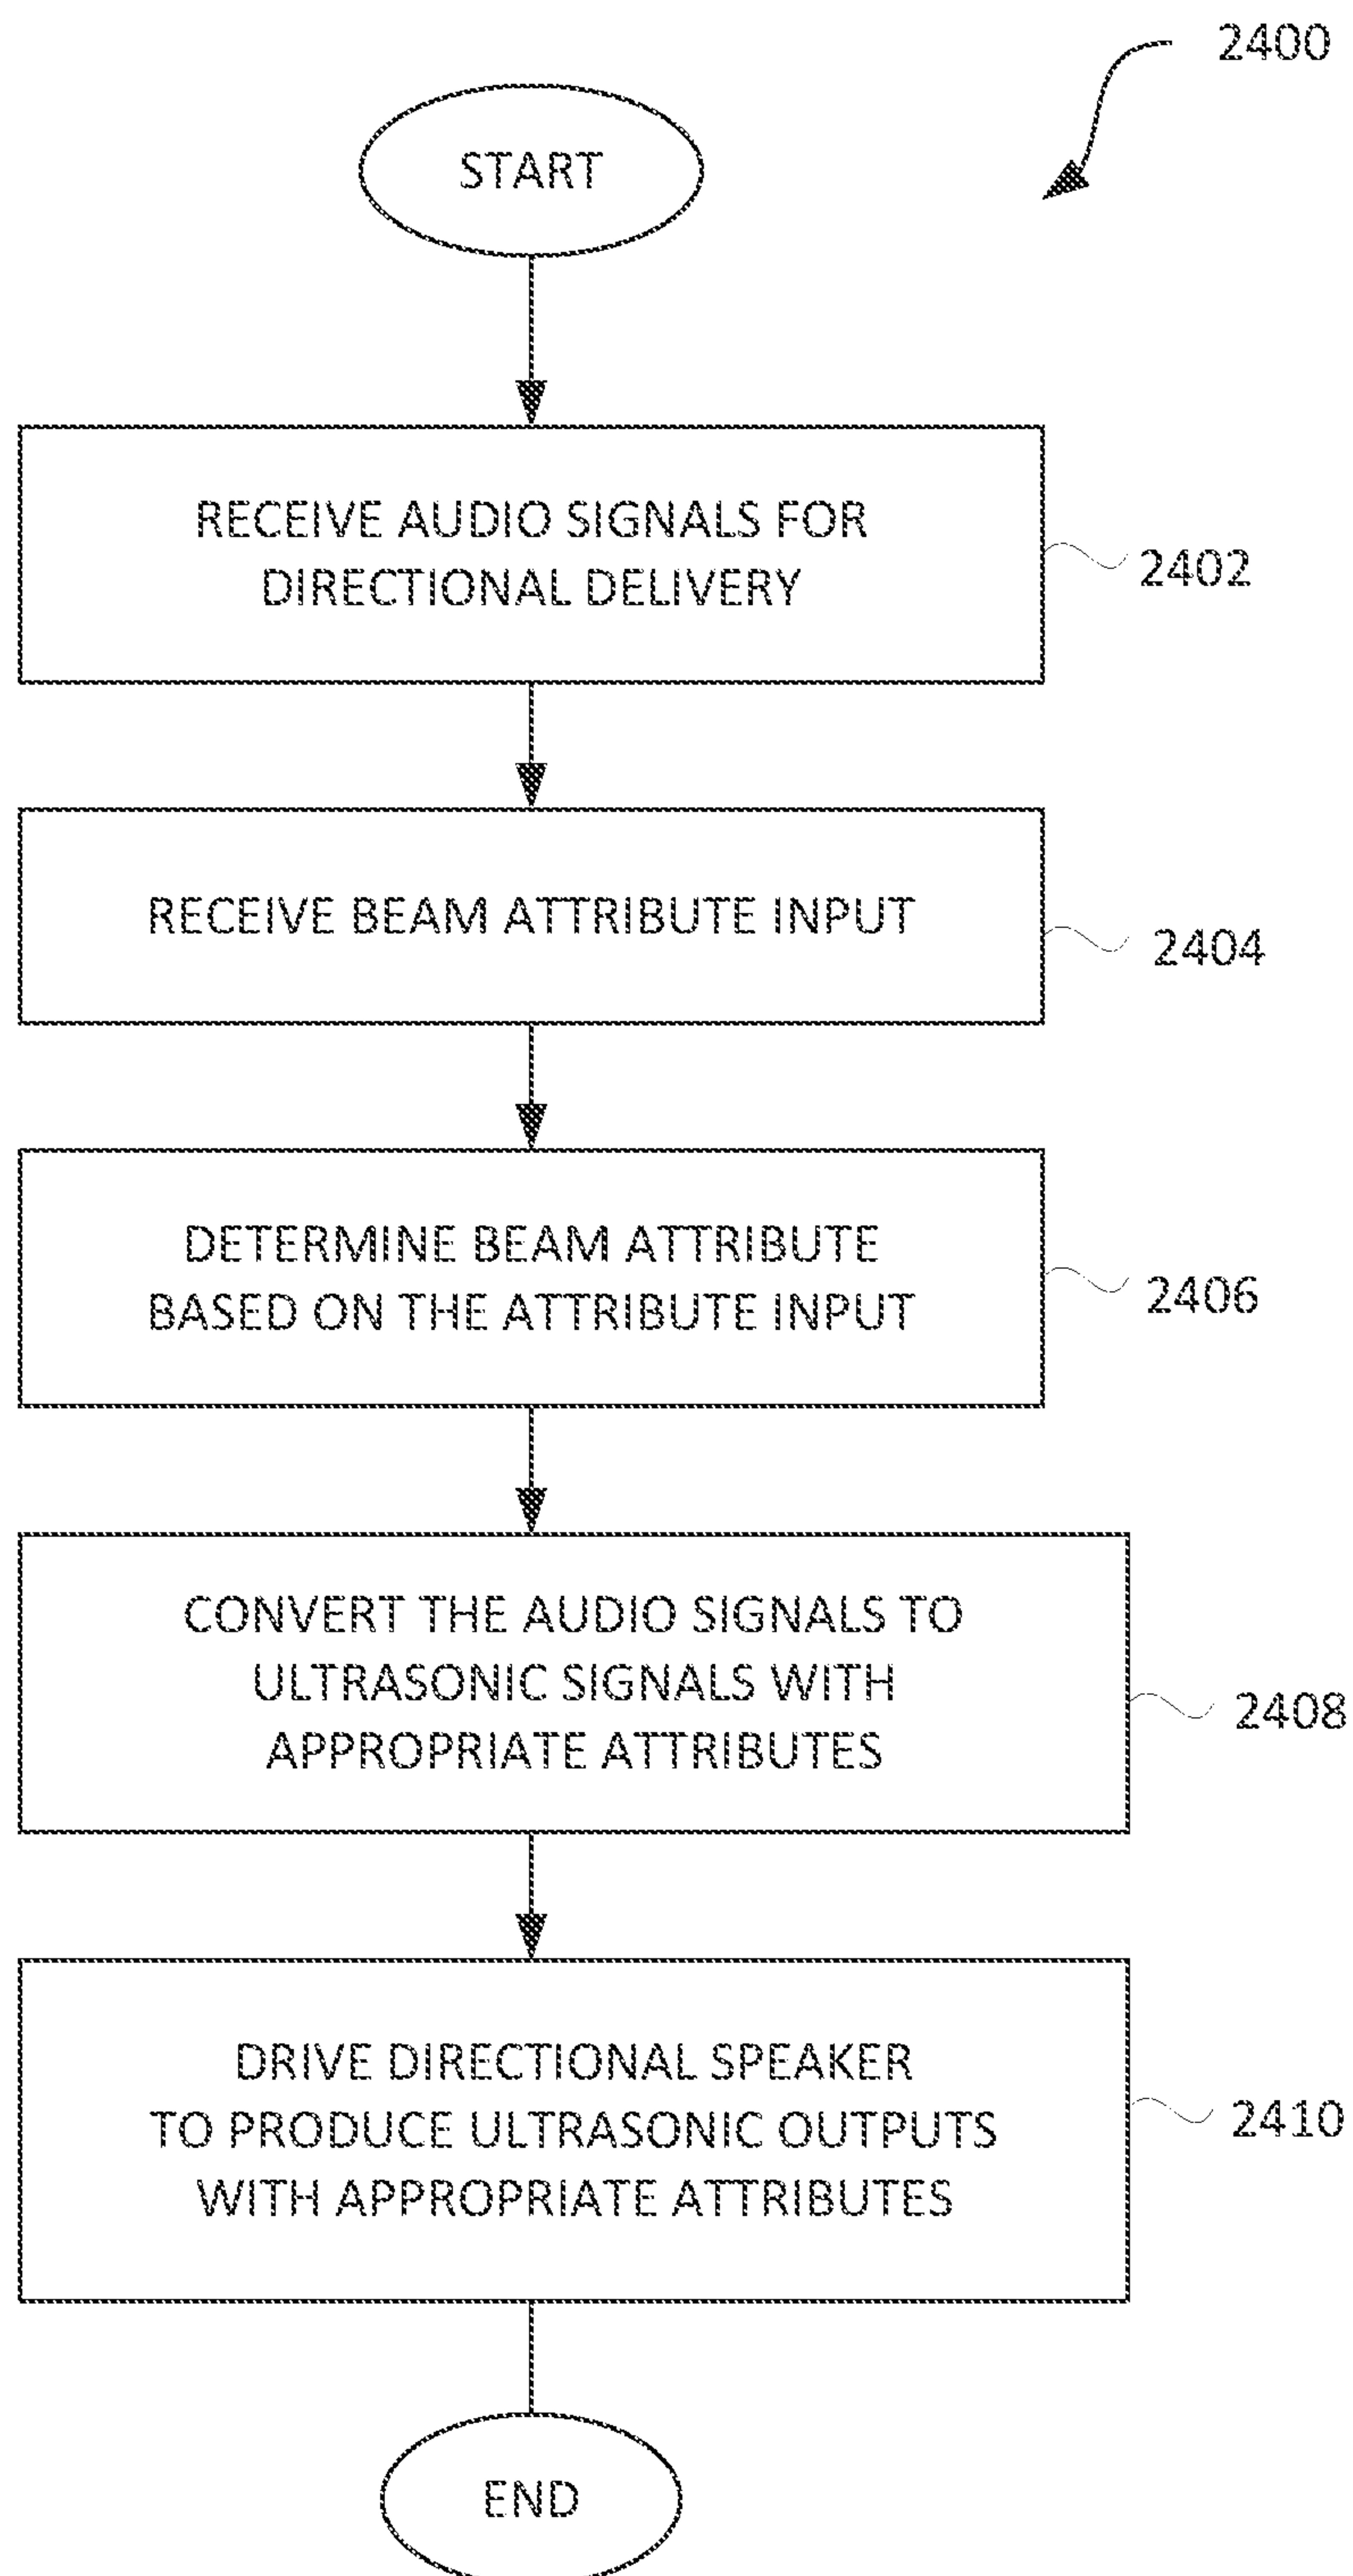 2400
START
RECEIVE AUDIO SIGNALS FOR
DIRECTIONAL DELIVERY
2402
RECEIVE BEAM ATTRIBUTE INPUT
2404
DETERMINE BEAM ATTRIBUTE
BASED ON THE ATTRIBUTE INPUT
2406
CONVERT THE AUDIO SIGNALS TO
ULTRASONIC SIGNALS WITH
APPROPRIATE ATTRIBUTES
2408
DRIVE DIRECTIONAL SPEAKER
TO PRODUCE ULTRASONIC OUTPUTS
WITH APPROPRIATE ATTRIBUTES
2410
END